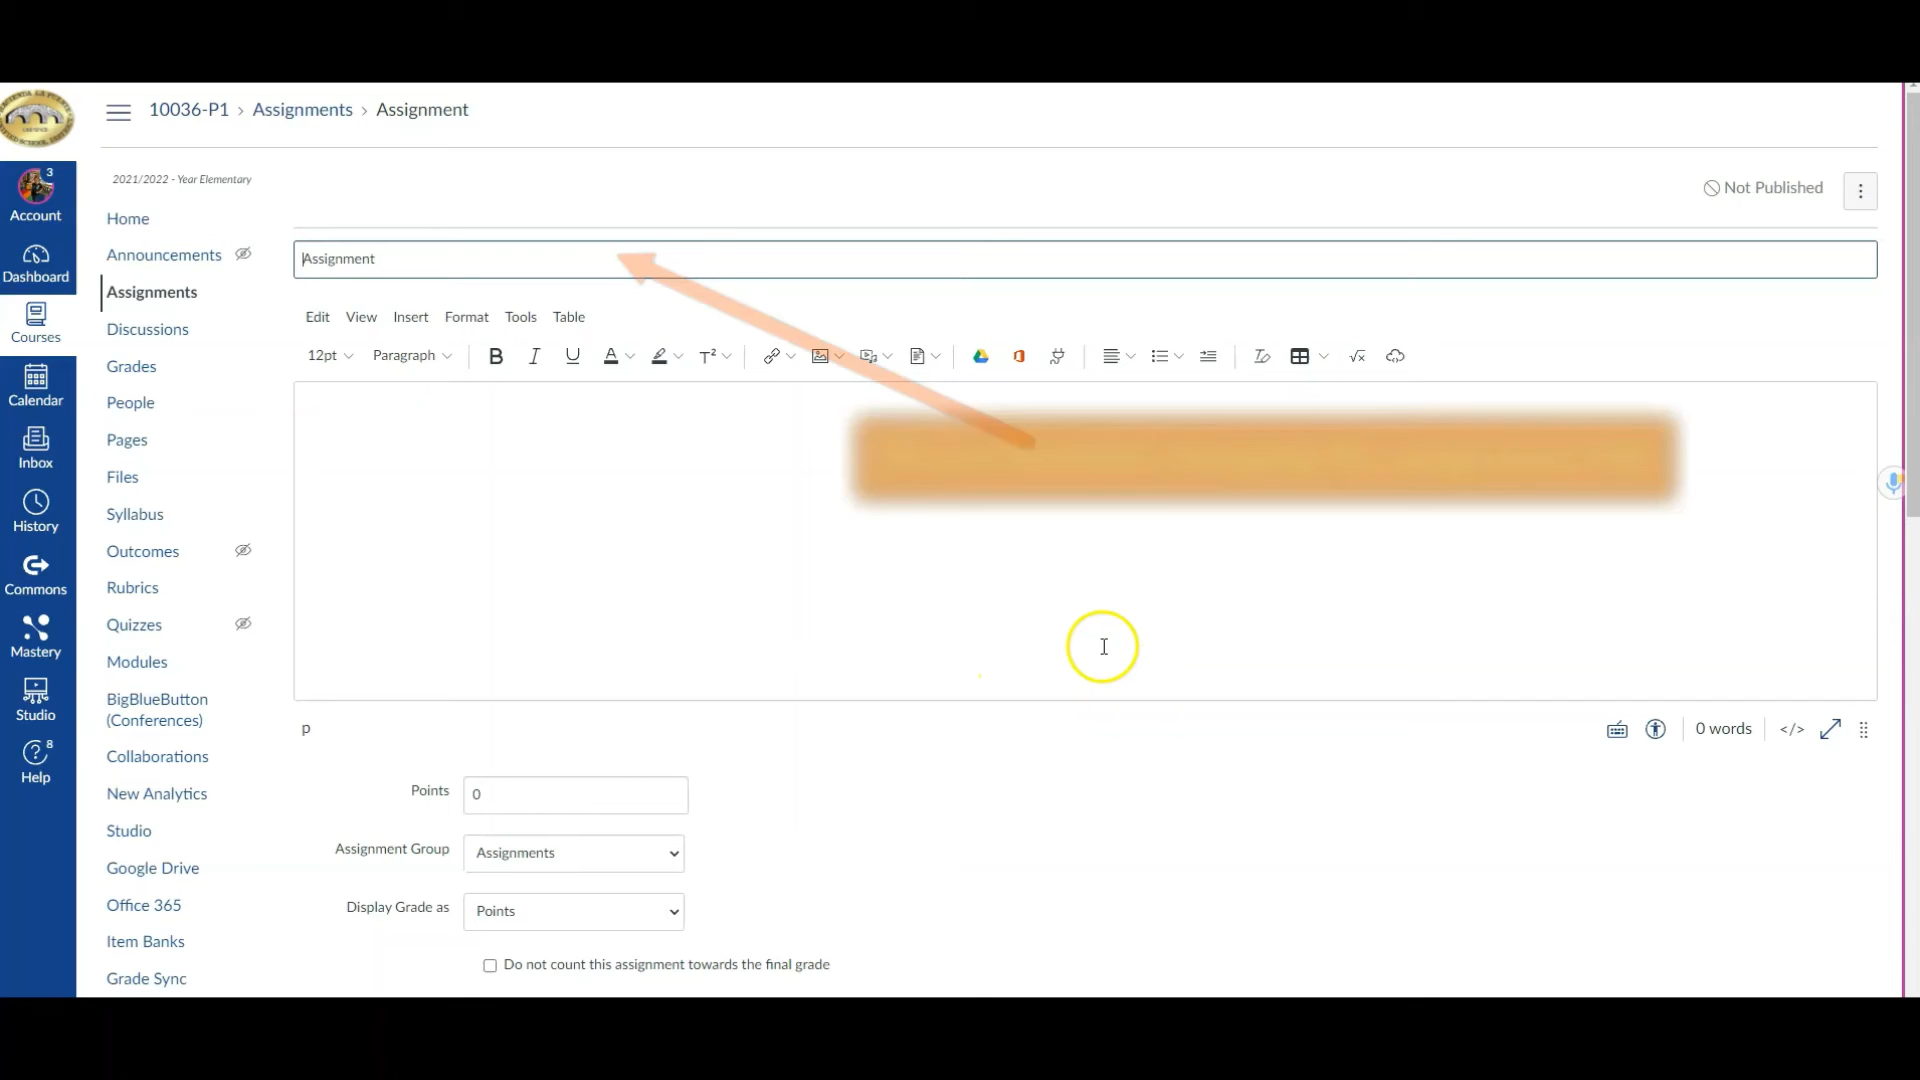 10036-P1 › Assignments › Assignment
2021/2022 - Year Elementary
Not Published
3
Account
Dashboard
Courses
Calendar
Inbox
History
Commons
Mastery
Studio
8
Help
Home
Announcements
Assignments
Discussions
Grades
People
Pages
Files
Syllabus
Outcomes
Rubrics
Quizzes
Modules
BigBlueButton
(Conferences)
Collaborations
New Analytics
Studio
Google Drive
Office 365
Item Banks
Grade Sync
Assignment
Edit View Insert Format Tools Table
12pt Paragraph B I U A T²
p
0 words </>
Points 0
Assignment Group Assignments
Display Grade as Points
Do not count this assignment towards the final grade